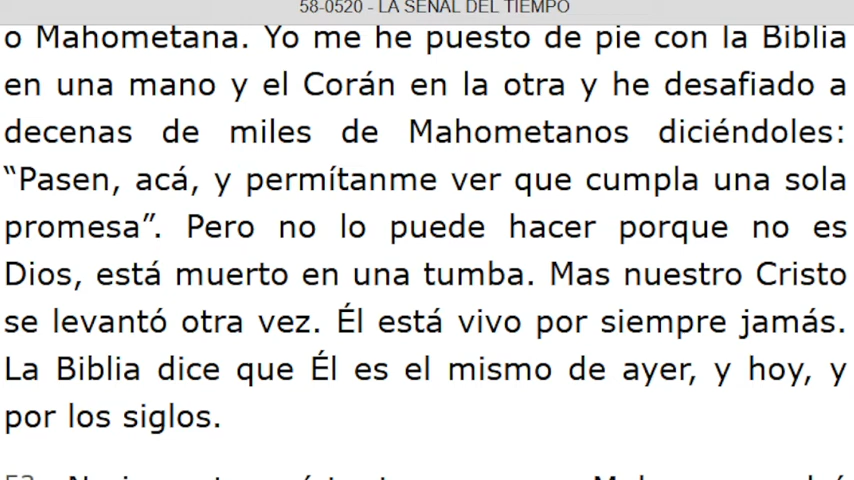 58-0520 - LA SEÑAL DEL TIEMPO
o Mahometana. Yo me he puesto de pie con la Biblia
en una mano y el Corán en la otra y he desafiado a
decenas de miles de Mahometanos diciéndoles:
“Pasen, acá, y permítanme ver que cumpla una sola
promesa”. Pero no lo puede hacer porque no es
Dios, está muerto en una tumba. Mas nuestro Cristo
se levantó otra vez. Él está vivo por siempre jamás.
La Biblia dice que Él es el mismo de ayer, y hoy, y
por los siglos.